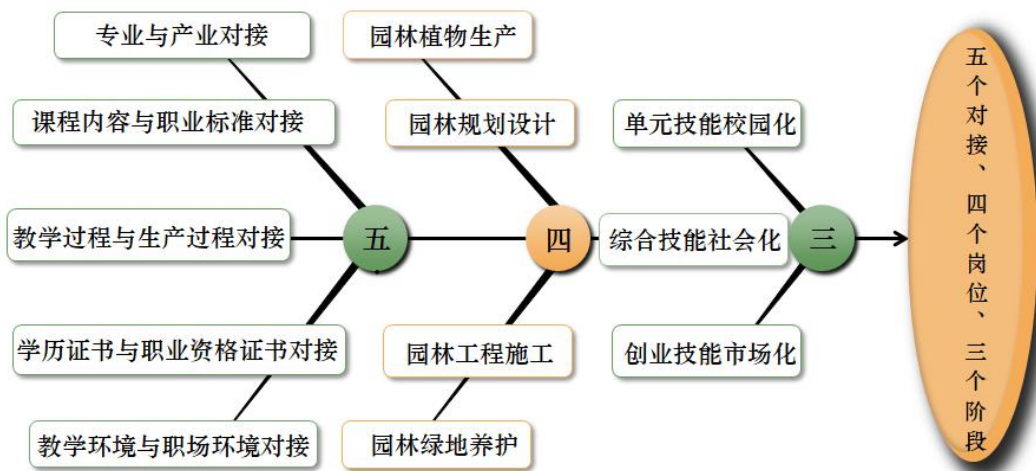 专业与产业对接
课程内容与职业标准对接
教学过程与生产过程对接
学历证书与职业资格证书对接
教学环境与职场环境对接
五
园林植物生产
园林规划设计
园林工程施工
园林绿地养护
四
单元技能校园化
综合技能社会化
创业技能市场化
三
五个对接、四个岗位、三个阶段